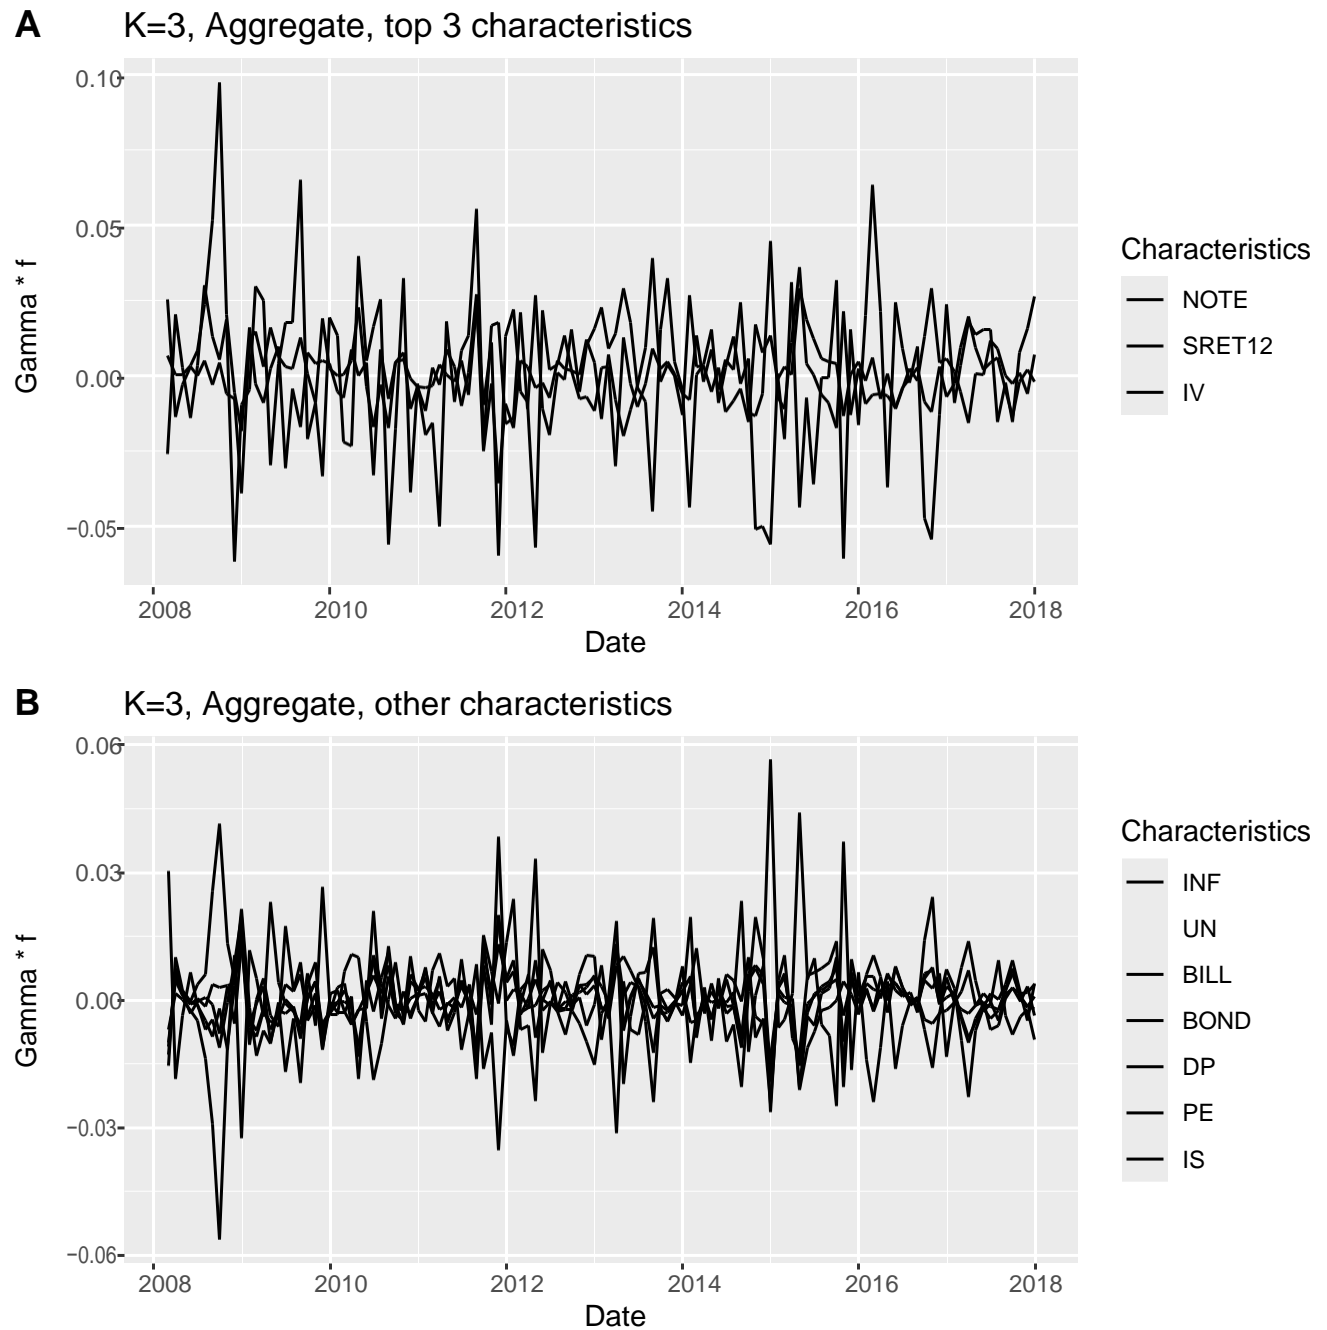 A K=3, Aggregate, top 3 characteristics
0.10
0.05
0.00
−0.05
Gamma * f
2008 2010 2012 2014 2016 2018
Date
Characteristics
NOTE
SRET12
IV
B K=3, Aggregate, other characteristics
0.06
0.03
0.00
−0.03
−0.06
Gamma * f
2008 2010 2012 2014 2016 2018
Date
Characteristics
INF
UN
BILL
BOND
DP
PE
IS